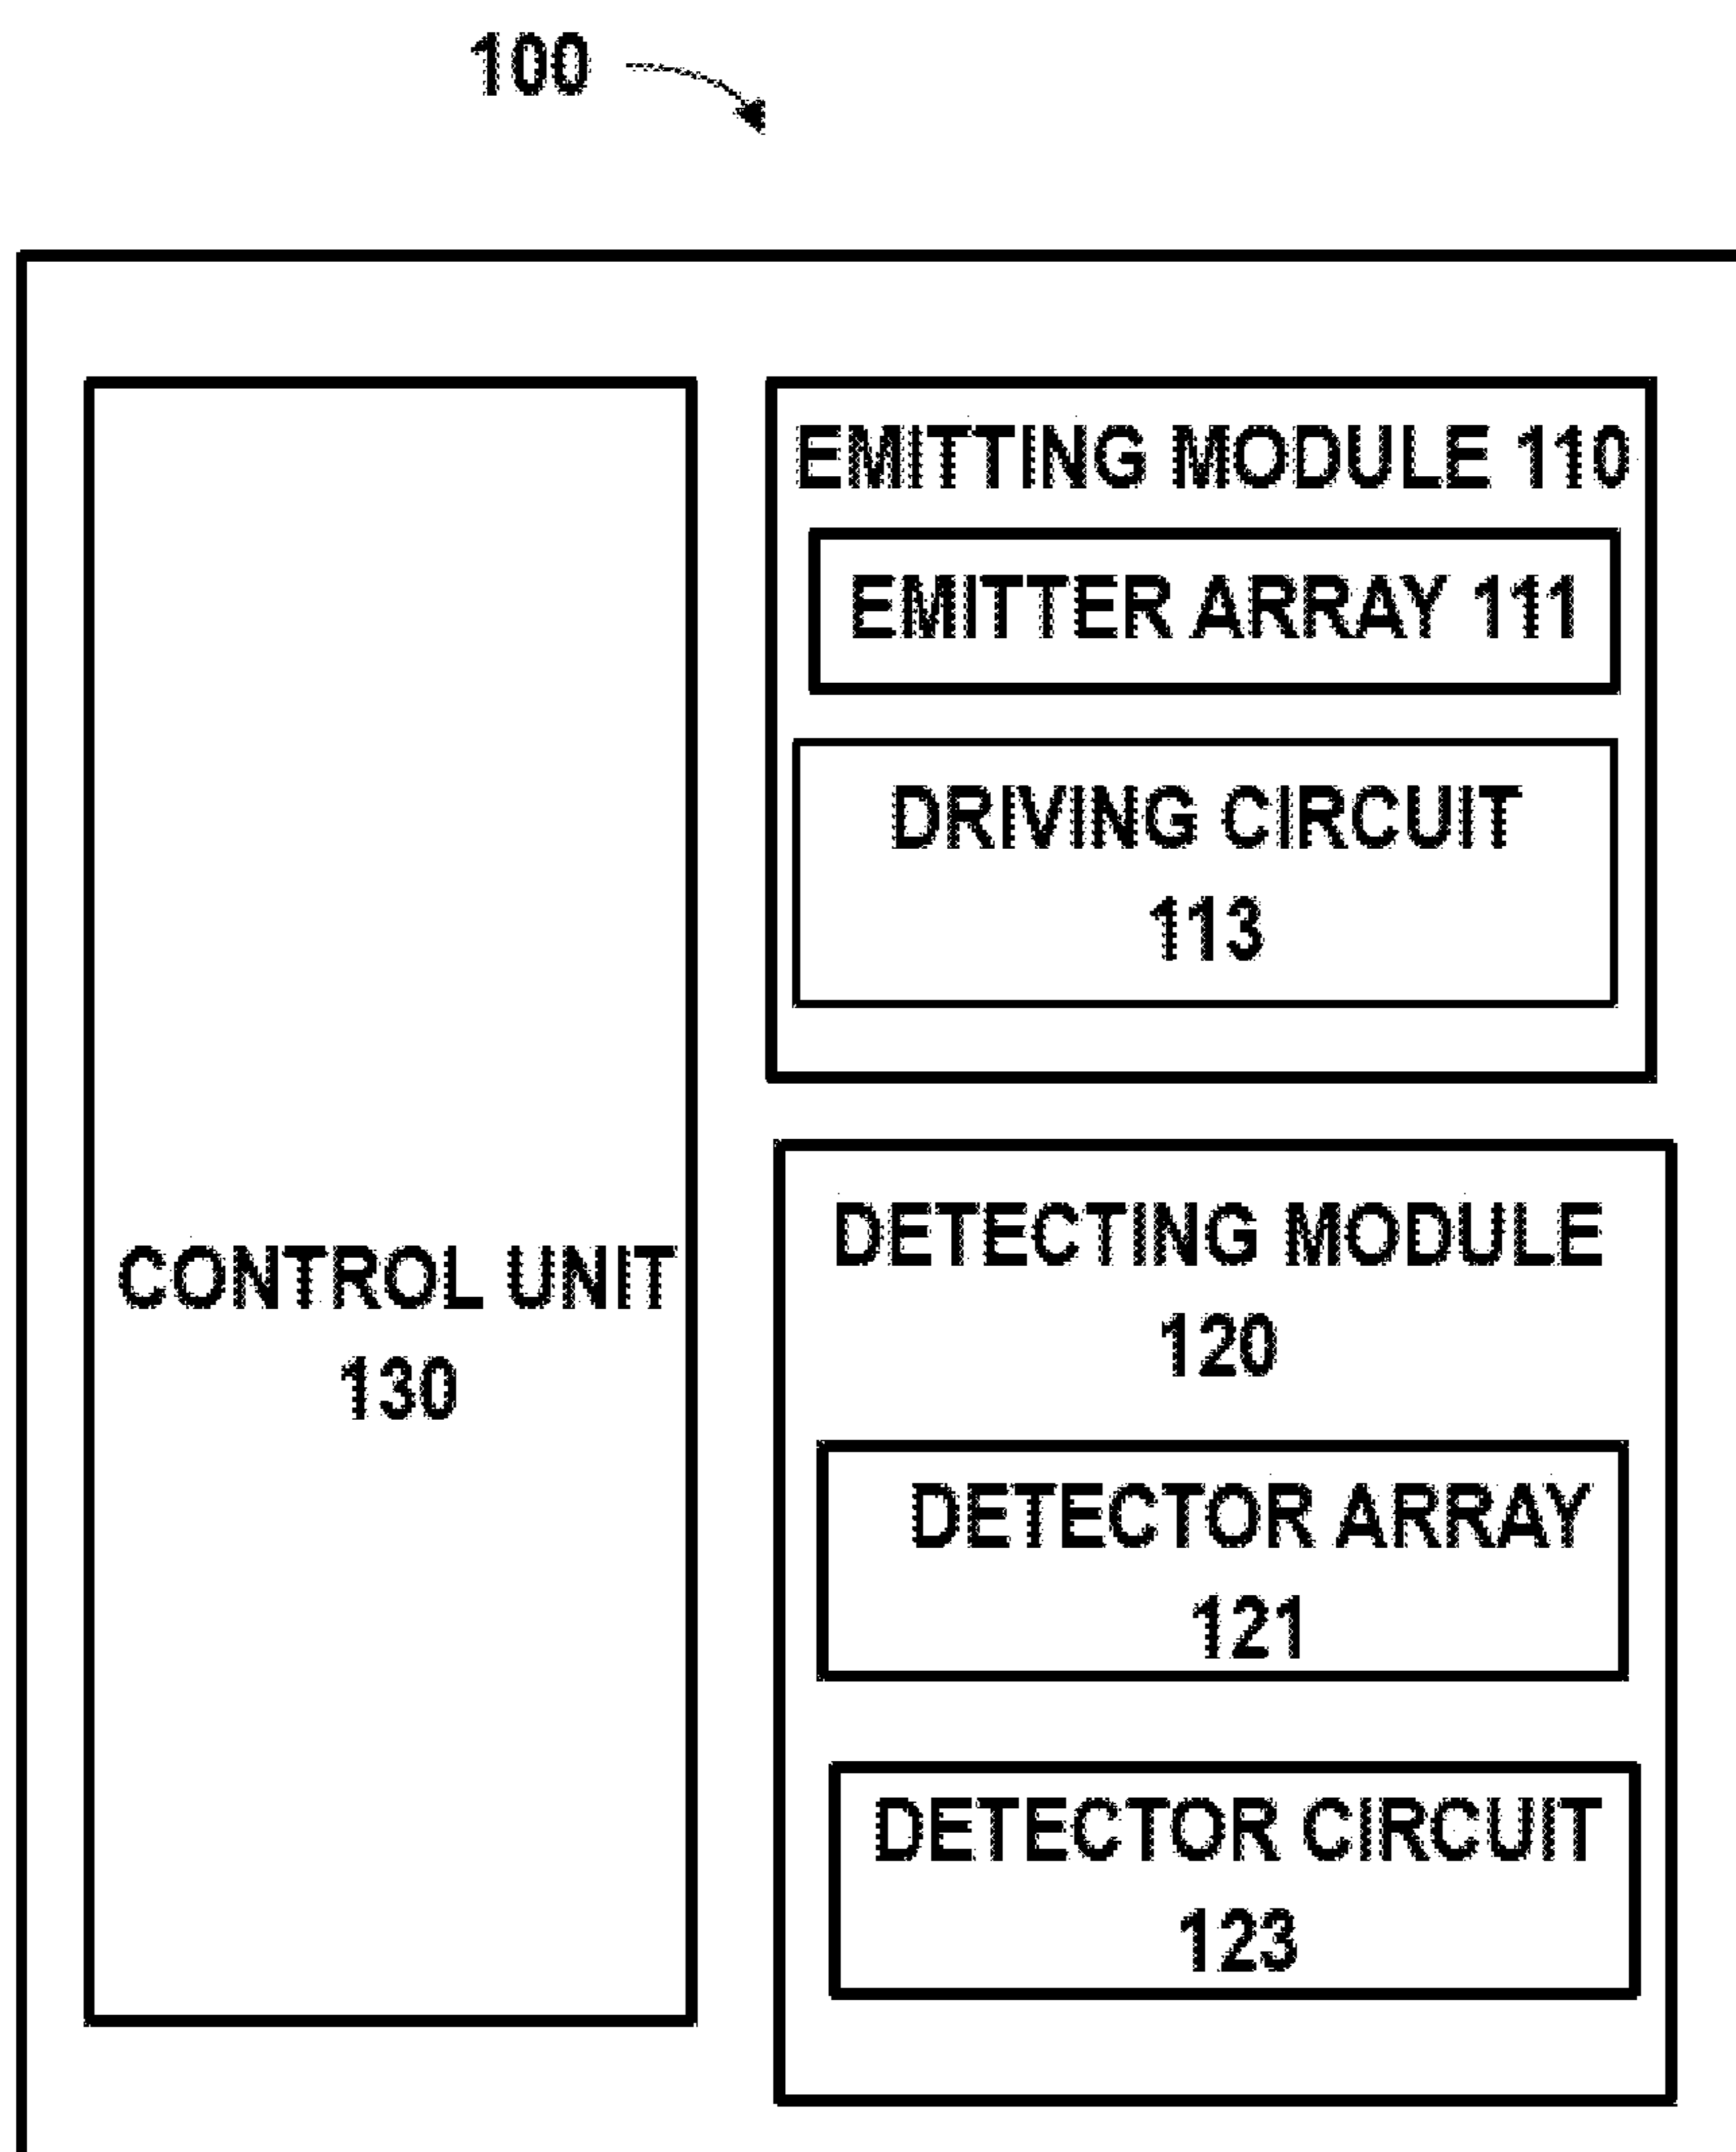 100
EMITTING MODULE 110
EMITTER ARRAY 111
DRIVING CIRCUIT
113
CONTROL UNIT
130
DETECTING MODULE
120
DETECTOR ARRAY
121
DETECTOR CIRCUIT
123